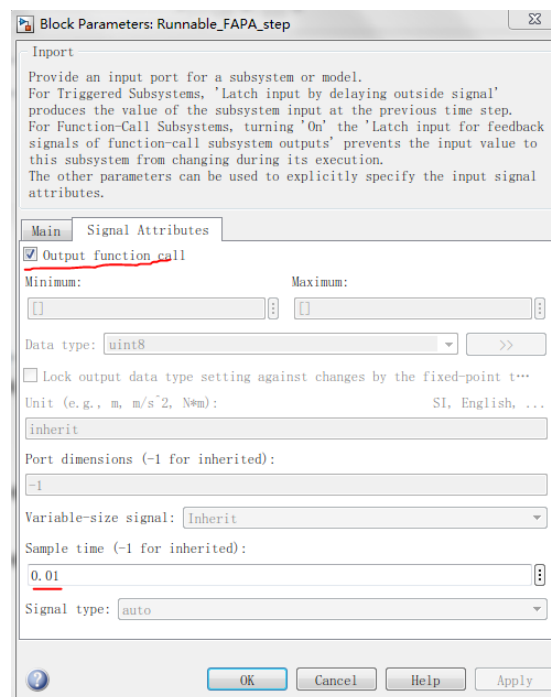 Block Parameters: Runnable_FAPA_step
Inport
Provide an input port for a subsystem or model.
For Triggered Subsystems, 'Latch input by delaying outside signal'
produces the value of the subsystem input at the previous time step.
For Function-Call Subsystems, turning 'On' the 'Latch input for feedback
signals of function-call subsystem outputs' prevents the input value to
this subsystem from changing during its execution.
The other parameters can be used to explicitly specify the input signal
attributes.
Main Signal Attributes
Output function call
Minimum: Maximum:
[] []
Data type: uint8 >>
Lock output data type setting against changes by the fixed-point t…
Unit (e.g., m, m/s^2, N*m): SI, English, ...
inherit
Port dimensions (-1 for inherited):
-1
Variable-size signal: Inherit
Sample time (-1 for inherited):
0.01
Signal type: auto
OK Cancel Help Apply